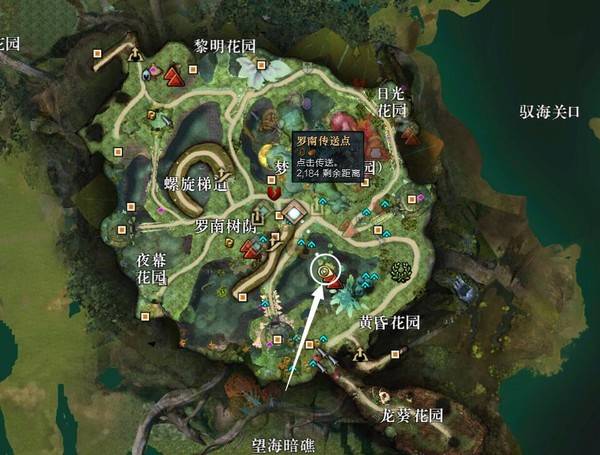 花园
黎明花园
日光
花园
驭海关口
罗南传送点
点击传送。
2,184 剩余距离
梦
园)
螺旋梯道
罗南树荫
夜幕
花园
黄昏花园
龙葵花园
望海暗礁